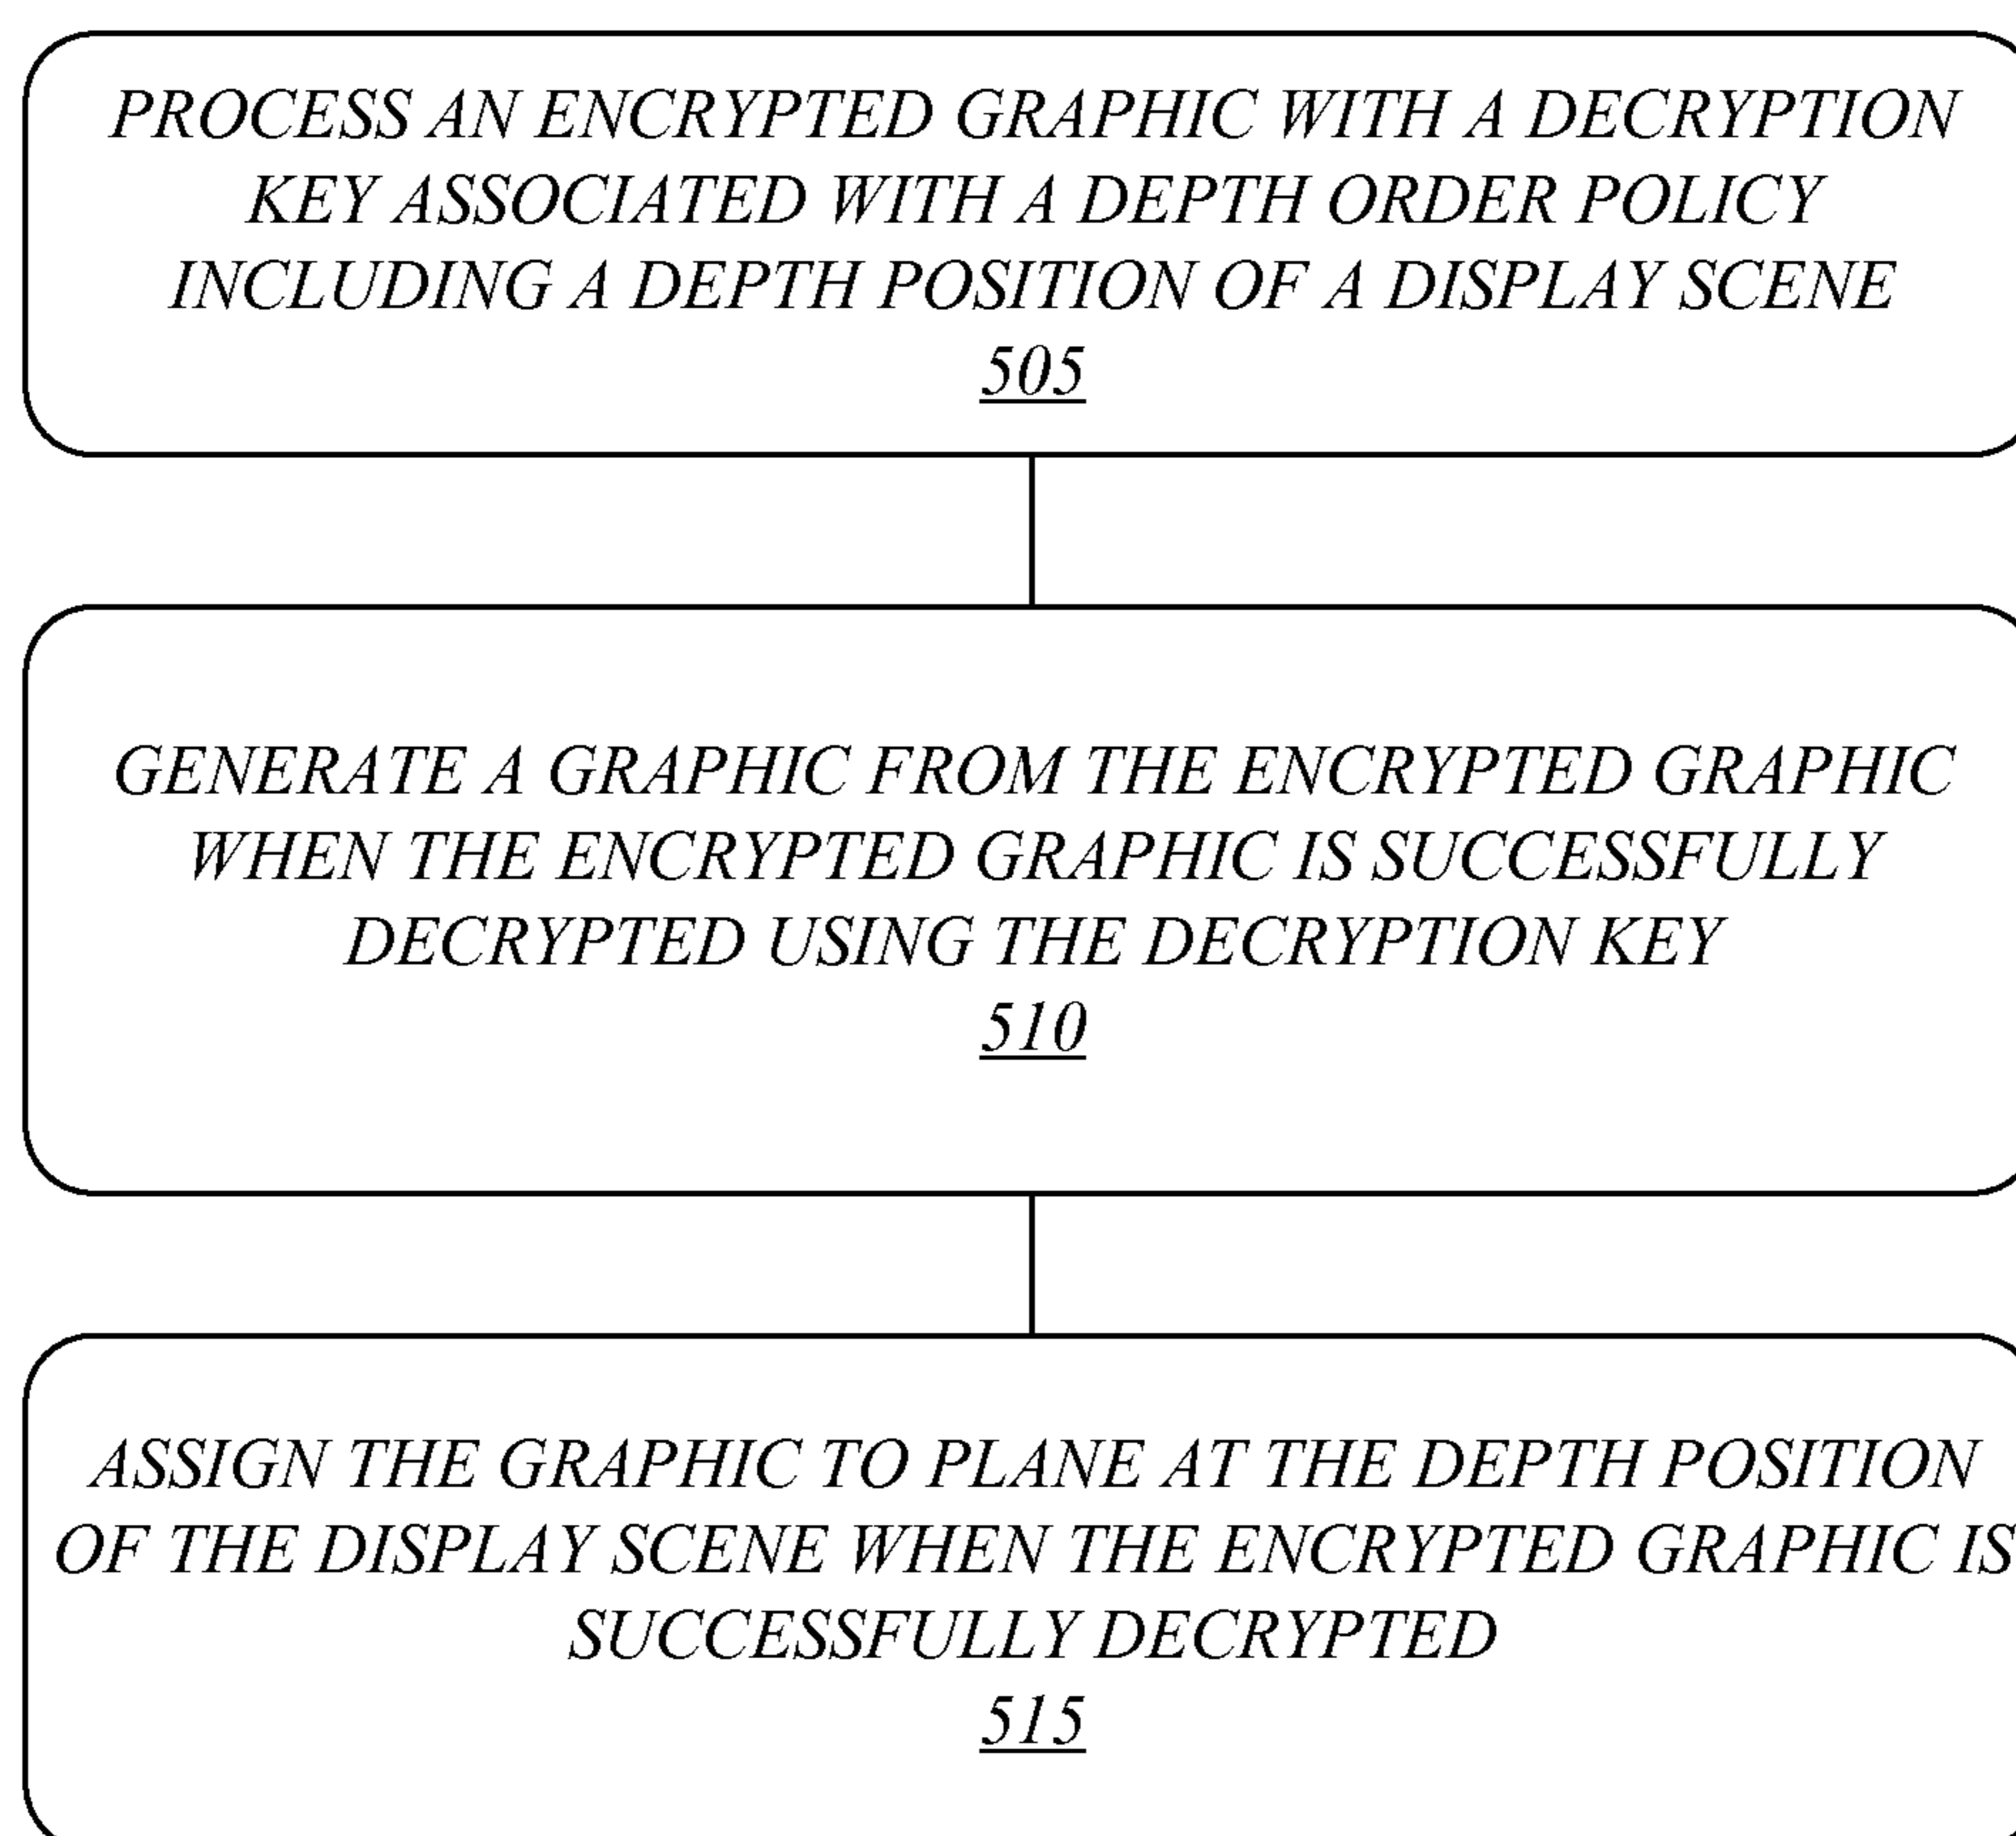 PROCESS AN ENCRYPTED GRAPHIC WITH A DECRYPTION
KEY ASSOCIATED WITH A DEPTH ORDER POLICY
INCLUDING A DEPTH POSITION OF A DISPLAY SCENE
505
GENERATE A GRAPHIC FROM THE ENCRYPTED GRAPHIC
WHEN THE ENCRYPTED GRAPHIC IS SUCCESSFULLY
DECRYPTED USING THE DECRYPTION KEY
510
ASSIGN THE GRAPHIC TO PLANE AT THE DEPTH POSITION
OF THE DISPLAY SCENE WHEN THE ENCRYPTED GRAPHIC IS
SUCCESSFULLY DECRYPTED
515